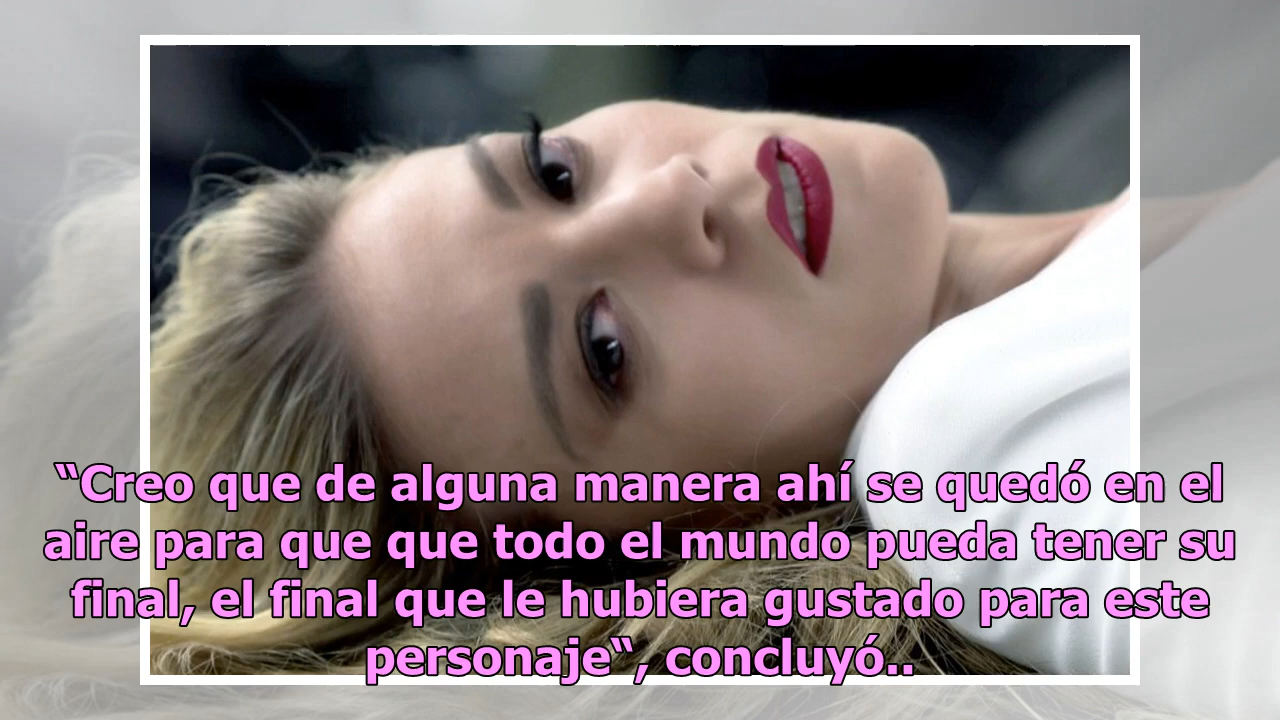 “Creo que de alguna manera ahí se quedó en el
aire para que que todo el mundo pueda tener su
final, el final que le hubiera gustado para este
personaje“, concluyó..